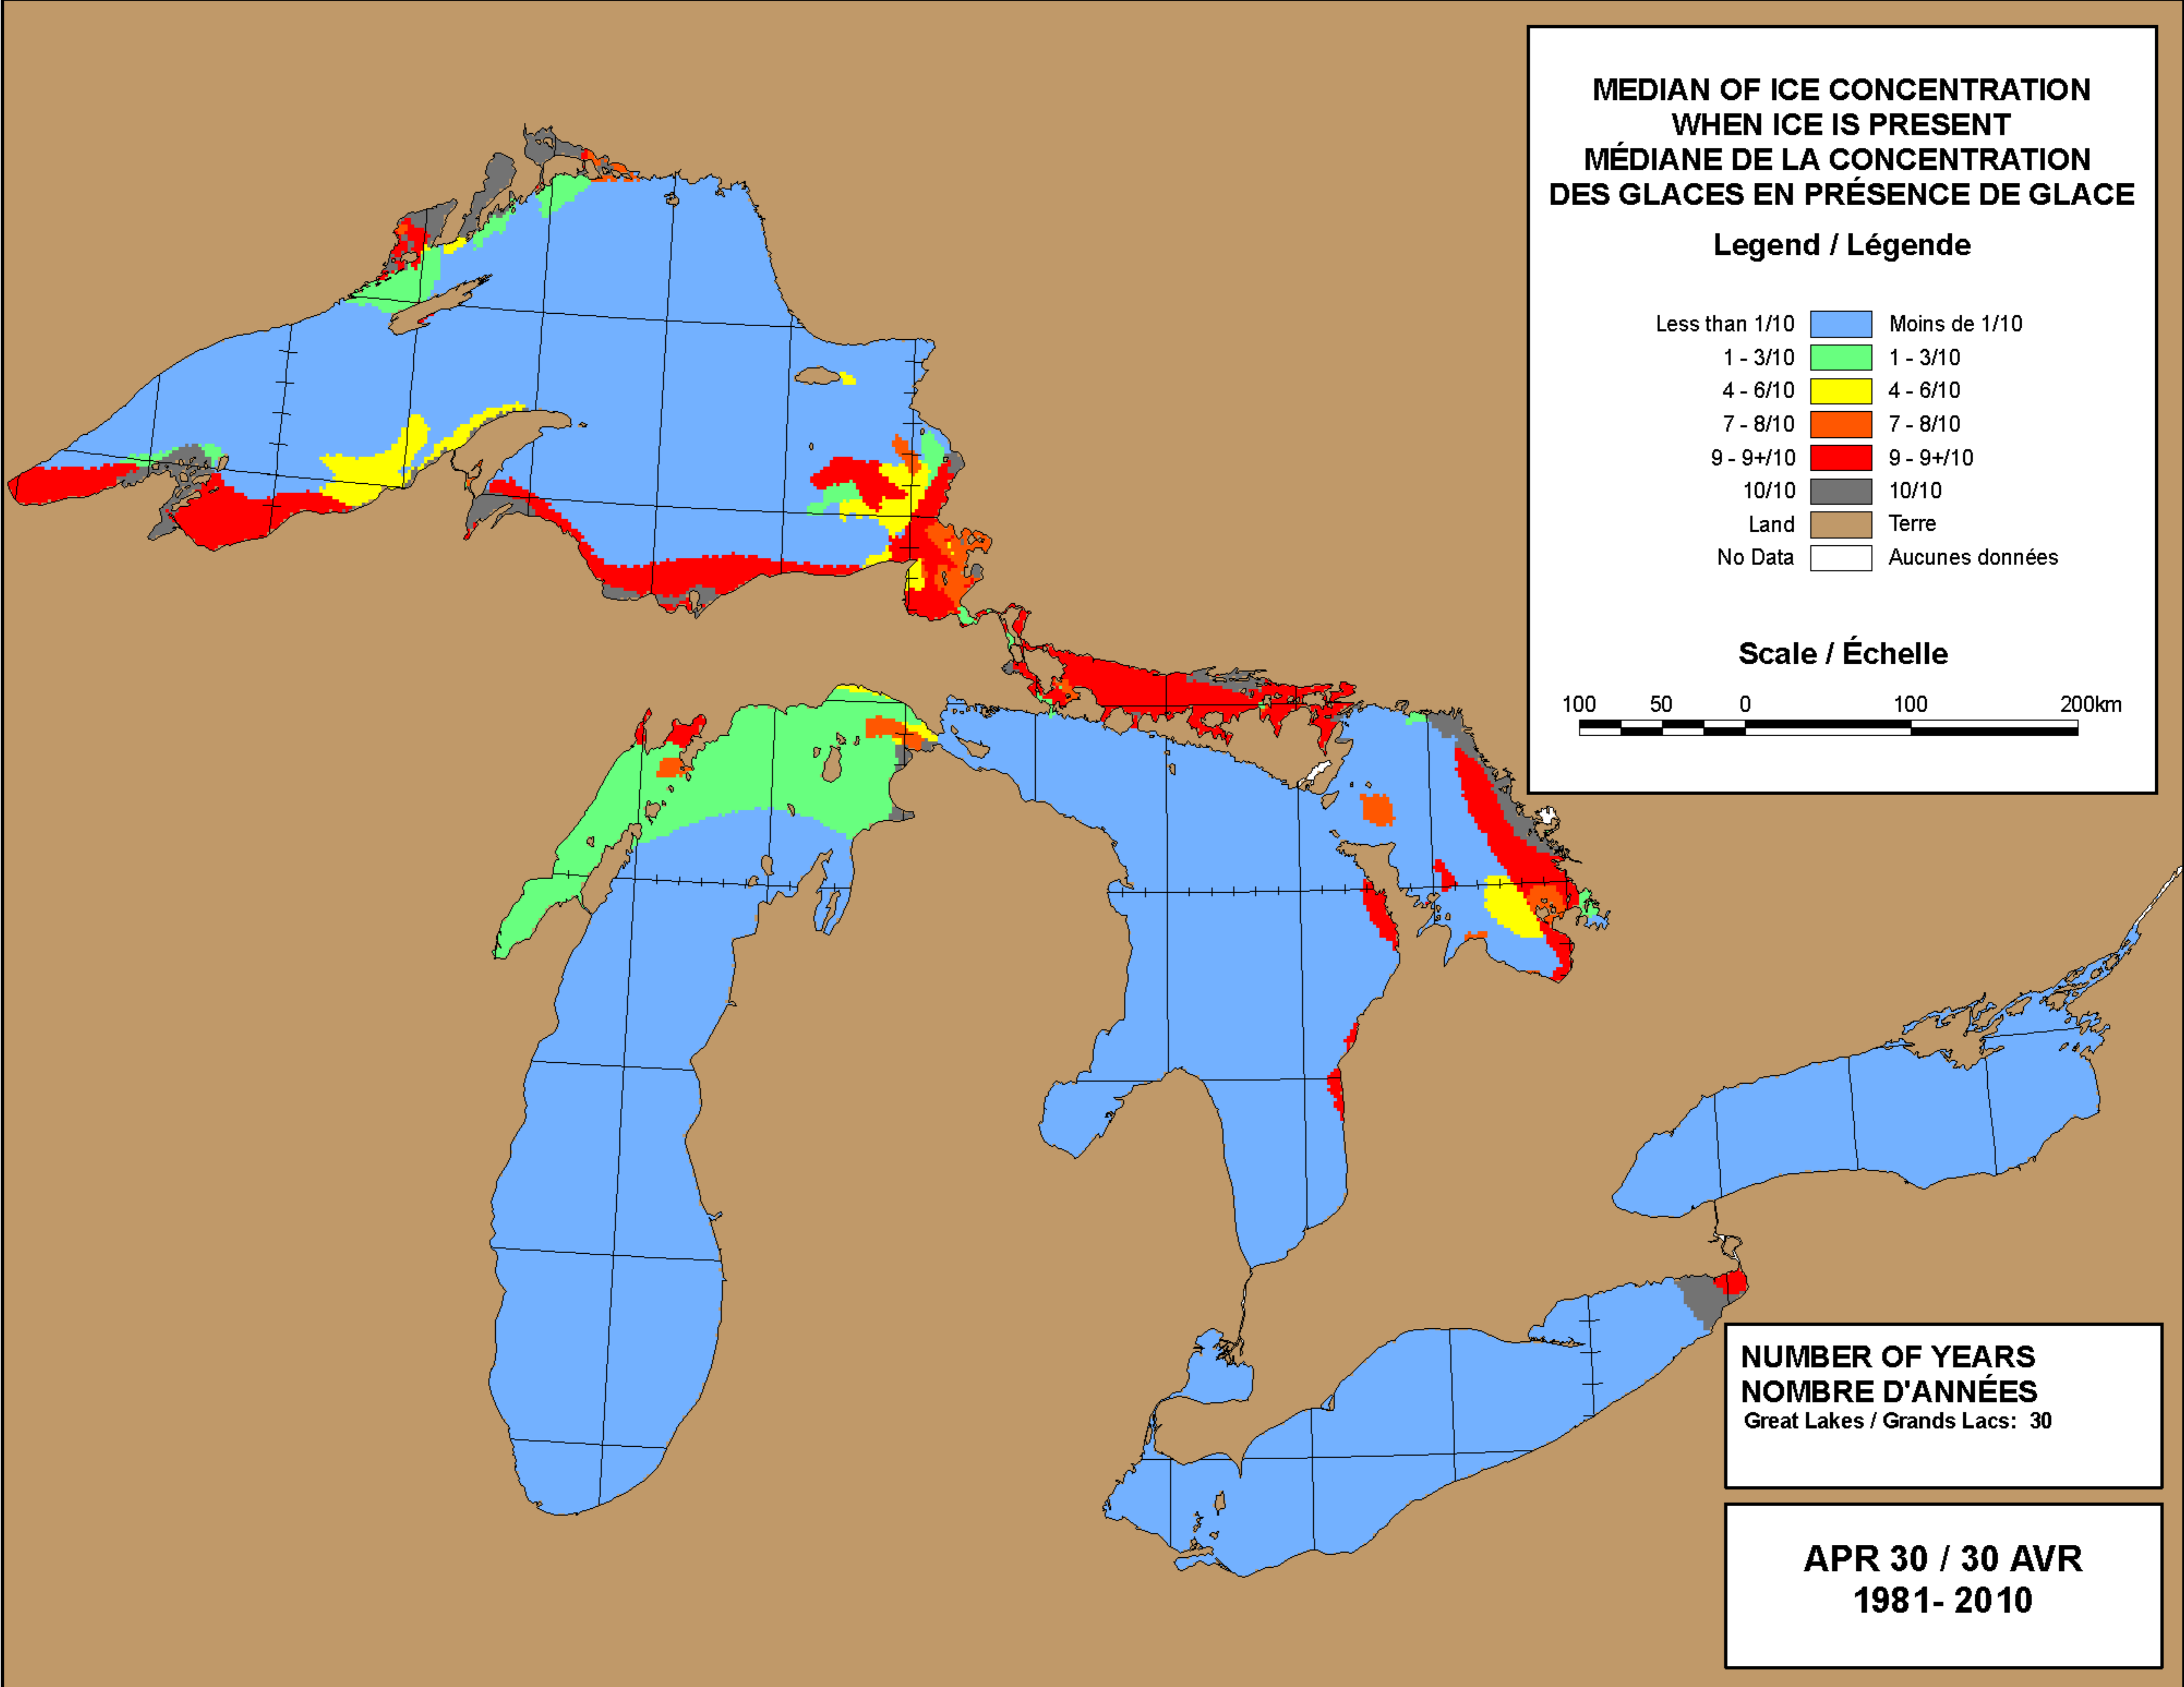 MEDIAN OF ICE CONCENTRATION
WHEN ICE IS PRESENT
MÉDIANE DE LA CONCENTRATION
DES GLACES EN PRÉSENCE DE GLACE
Legend / Légende
Less than 1/10 Moins de 1/10
1 - 3/10 1 - 3/10
4 - 6/10 4 - 6/10
7 - 8/10 7 - 8/10
9 - 9+/10 9 - 9+/10
10/10 10/10
Land Terre
No Data Aucunes données
Scale / Échelle
100 50 0 100 200km
NUMBER OF YEARS
NOMBRE D'ANNÉES
Great Lakes / Grands Lacs: 30
APR 30 / 30 AVR
1981- 2010